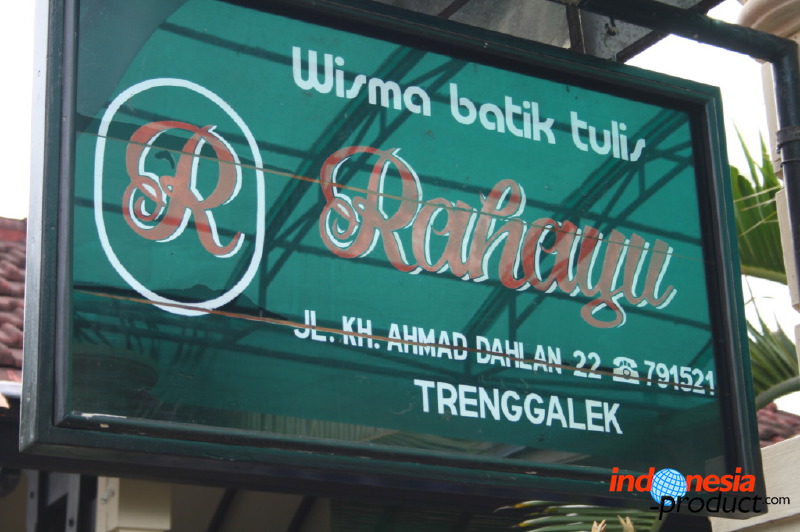 Wisma batik tulis
R Rahayu
JL. KH. AHMAD DAHLAN 22 ☎ 791521
TRENGGALEK
indonesia
-product.com